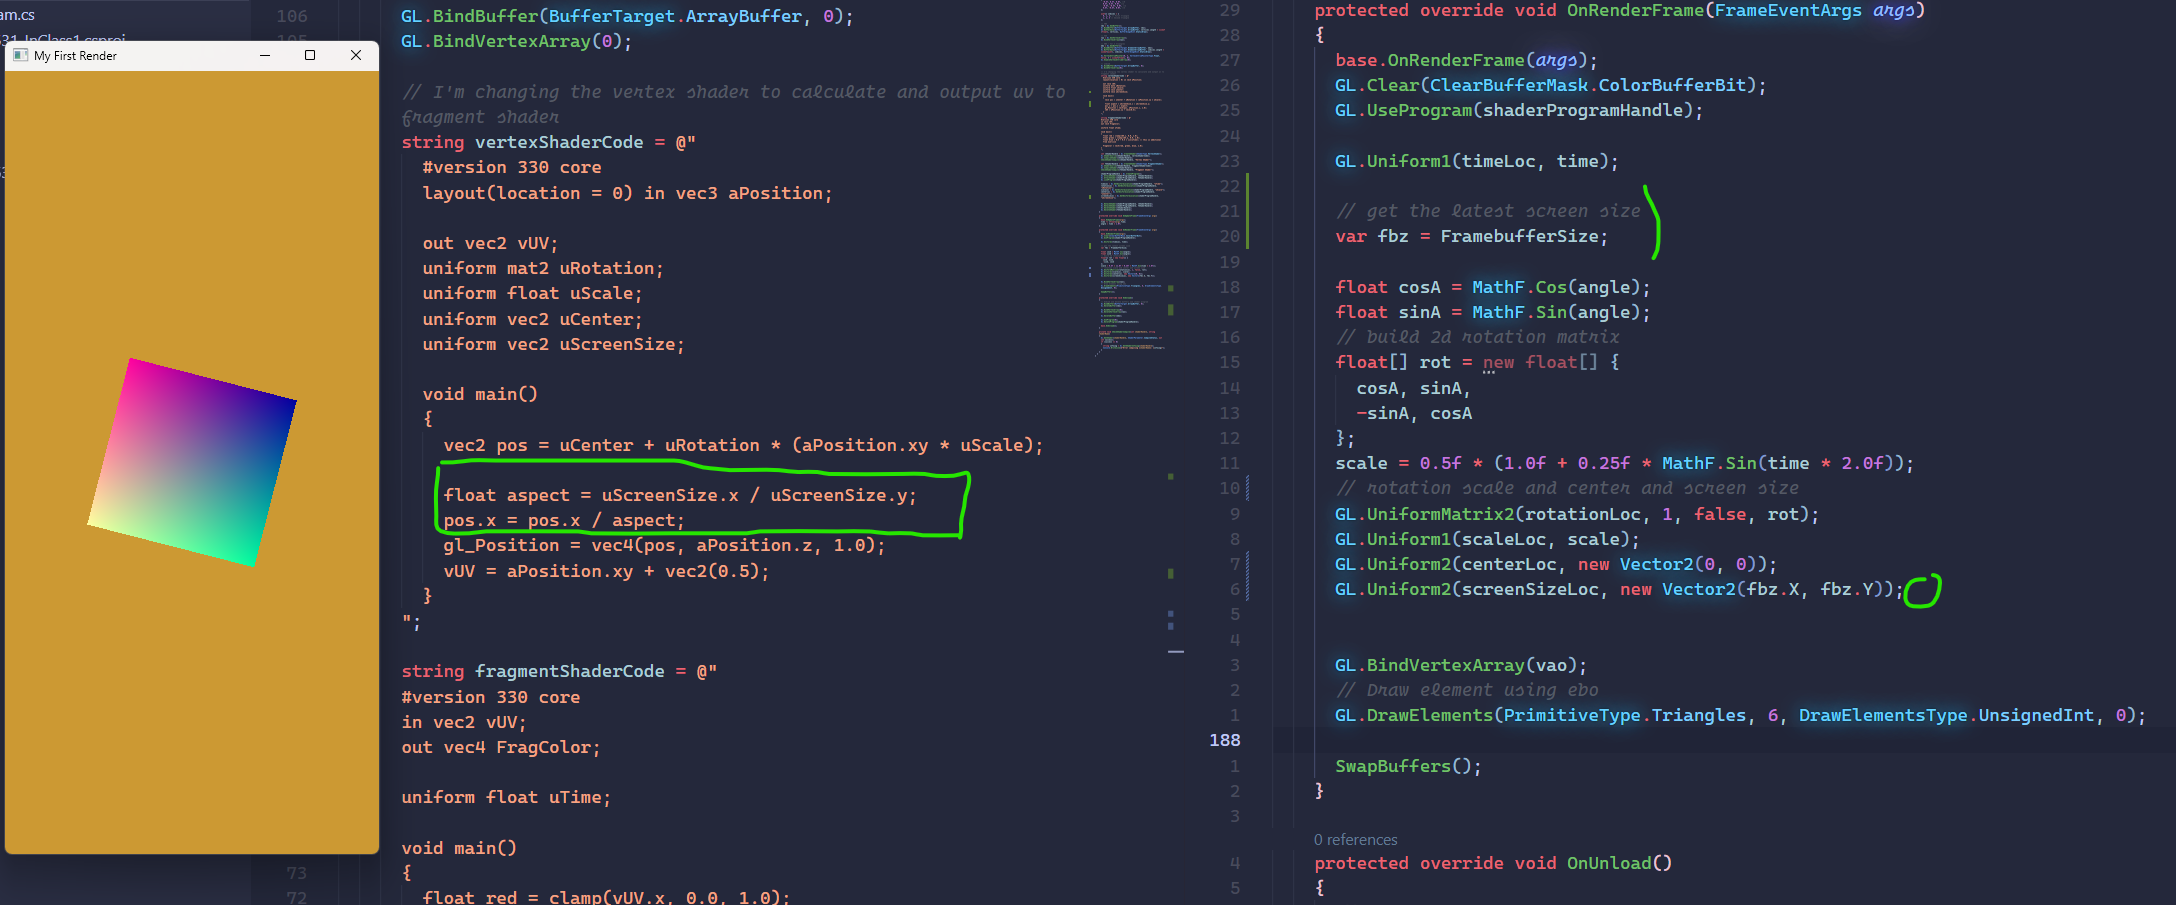 am.cs
106
GL.BindBuffer(BufferTarget.ArrayBuffer, 0);
GL.BindVertexArray(0);
My First Render
// I'm changing the vertex shader to calculate and output uv to
fragment shader
string vertexShaderCode = @"
#version 330 core
layout(location = 0) in vec3 aPosition;
out vec2 vUV;
uniform mat2 uRotation;
uniform float uScale;
uniform vec2 uCenter;
uniform vec2 uScreenSize;
void main()
{
vec2 pos = uCenter + uRotation * (aPosition.xy * uScale);
float aspect = uScreenSize.x / uScreenSize.y;
pos.x = pos.x / aspect;
gl_Position = vec4(pos, aPosition.z, 1.0);
vUV = aPosition.xy + vec2(0.5);
}
";
string fragmentShaderCode = @"
#version 330 core
in vec2 vUV;
out vec4 FragColor;
uniform float uTime;
void main()
73
{
72
float red = clamp(vUV.x, 0.0, 1.0);
29
protected override void OnRenderFrame(FrameEventArgs args)
28
{
27
base.OnRenderFrame(args);
26
GL.Clear(ClearBufferMask.ColorBufferBit);
25
GL.UseProgram(shaderProgramHandle);
24
23
GL.Uniform1(timeLoc, time);
22
21
// get the latest screen size
20
var fbz = FramebufferSize;
19
18
float cosA = MathF.Cos(angle);
17
float sinA = MathF.Sin(angle);
16
// build 2d rotation matrix
15
float[] rot = new float[] {
14
cosA, sinA,
13
-sinA, cosA
12
};
11
scale = 0.5f * (1.0f + 0.25f * MathF.Sin(time * 2.0f));
10
// rotation scale and center and screen size
9
GL.UniformMatrix2(rotationLoc, 1, false, rot);
8
GL.Uniform1(scaleLoc, scale);
7
GL.Uniform2(centerLoc, new Vector2(0, 0));
6
GL.Uniform2(screenSizeLoc, new Vector2(fbz.X, fbz.Y));
5
4
3
GL.BindVertexArray(vao);
2
// Draw element using ebo
1
GL.DrawElements(PrimitiveType.Triangles, 6, DrawElementsType.UnsignedInt, 0);
188
1
SwapBuffers();
2
}
3
0 references
4
protected override void OnUnload()
5
{